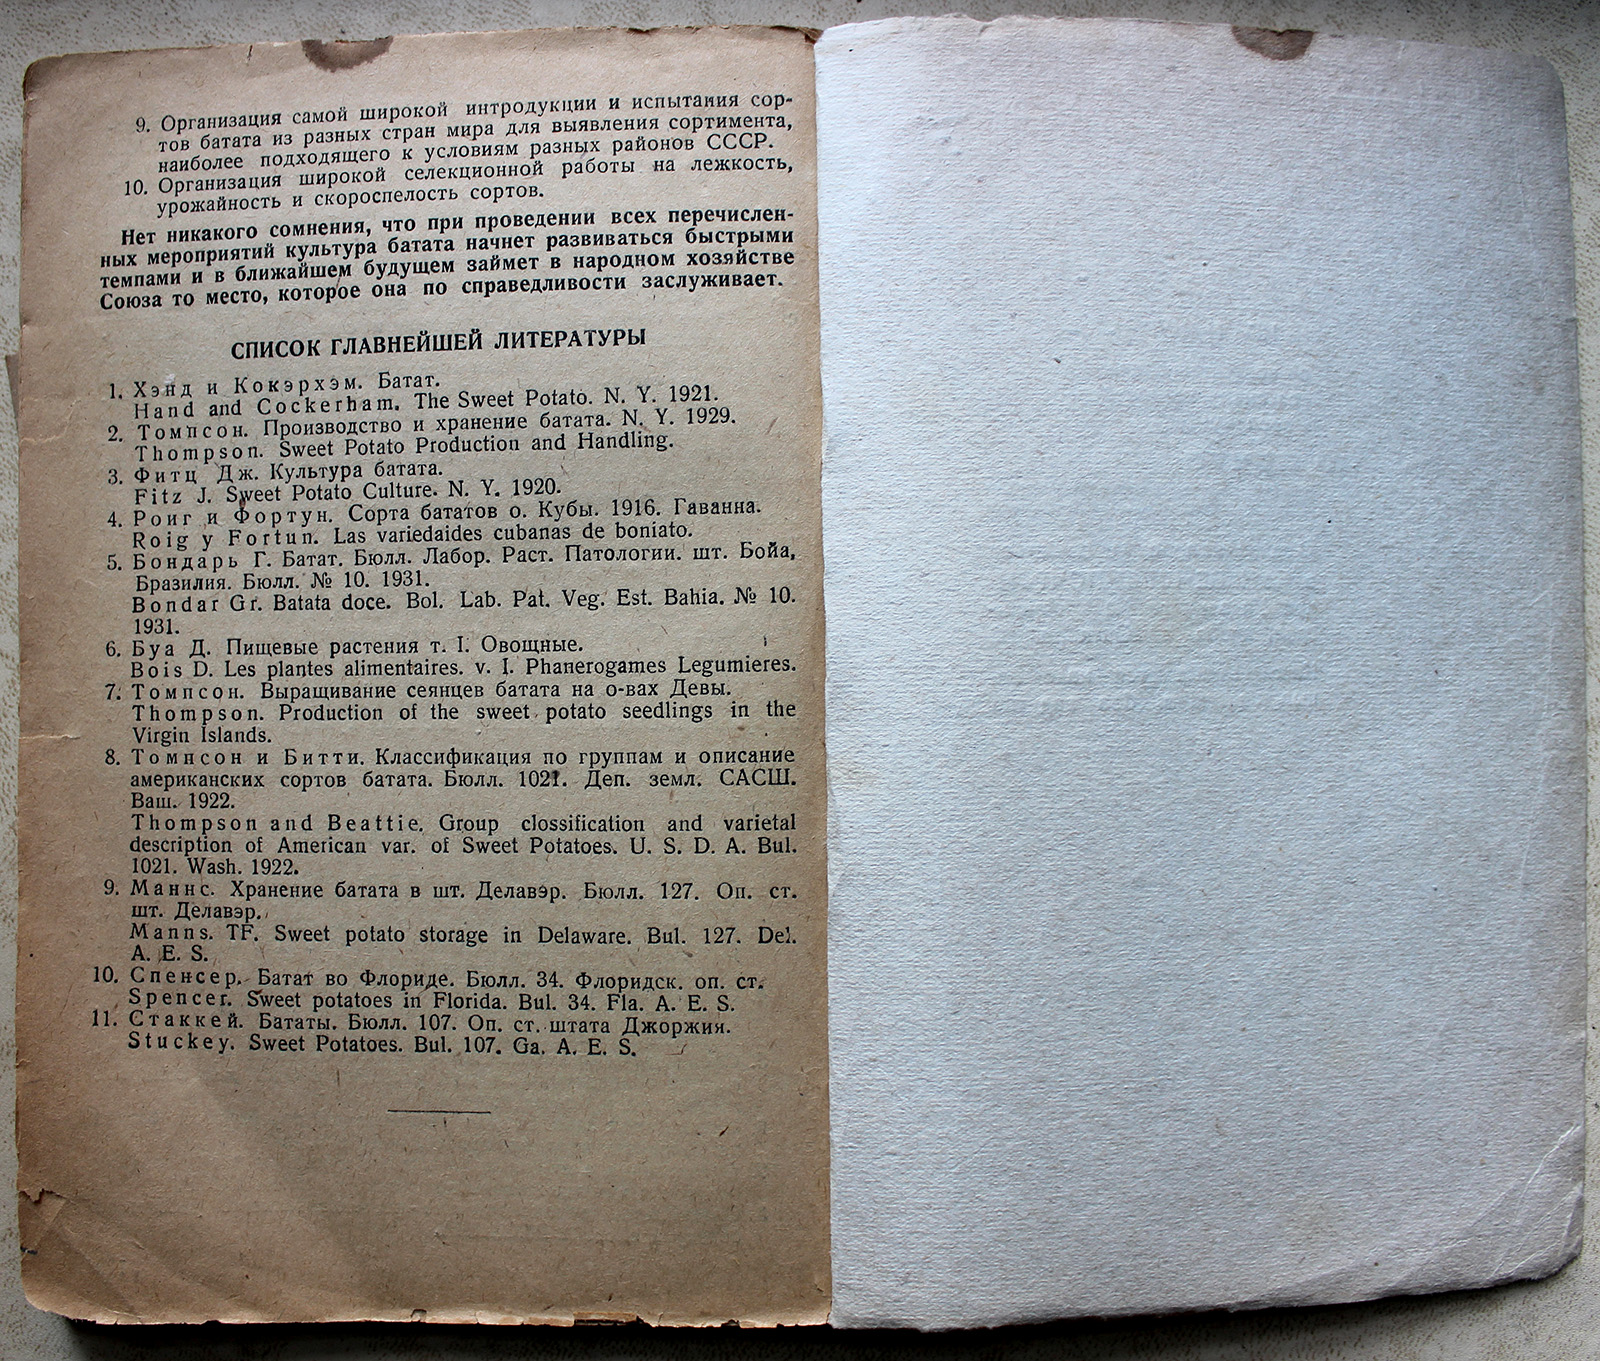 9. Организация самой широкой интродукции и испытания сор-
тов батата из разных стран мира для выявления сортимента,
наиболее подходящего к условиям разных районов СССР.
10. Организация широкой селекционной работы на лежкость,
урожайность и скороспелость сортов.
Нет никакого сомнения, что при проведении всех перечислен-
ных мероприятий культура батата начнет развиваться быстрыми
темпами и в ближайшем будущем займет в народном хозяйстве
Союза то место, которое она по справедливости заслуживает.
СПИСОК ГЛАВНЕЙШЕЙ ЛИТЕРАТУРЫ
1. Хэнд и Кокэрхэм. Батат.
Hand and Cockerham. The Sweet Potato. N. Y. 1921.
2. Томпсон. Производство и хранение батата. N. Y. 1929.
Thompson. Sweet Potato Production and Handling.
3. Фитц Дж. Культура батата.
Fitz J. Sweet Potato Culture. N. Y. 1920.
4. Роиг и Фортун. Сорта бататов о. Кубы. 1916. Гаванна.
Roig y Fortun. Las variedaides cubanas de boniato.
5. Бондарь Г. Батат. Бюлл. Лабор. Раст. Патологии. шт. Бойа,
Бразилия. Бюлл. № 10. 1931.
Bondar Gr. Batata doce. Bol. Lab. Pat. Veg. Est. Bahia. № 10.
1931.
6. Буа Д. Пищевые растения т. I. Овощные.
Bois D. Les plantes alimentaires. v. I. Phanerogames Legumieres.
7. Томпсон. Выращивание сеянцев батата на о-вах Девы.
Thompson. Production of the sweet potato seedlings in the
Virgin Islands.
8. Томпсон и Битти. Классификация по группам и описание
американских сортов батата. Бюлл. 1021. Деп. земл. САСШ.
Ваш. 1922.
Thompson and Beattie. Group clossification and varietal
description of American var. of Sweet Potatoes. U. S. D. A. Bul.
1021. Wash. 1922.
9. Маннс. Хранение батата в шт. Делавэр. Бюлл. 127. Оп. ст.
шт. Делавэр.
Manns. TF. Sweet potato storage in Delaware. Bul. 127. Del.
A. E. S.
10. Спенсер. Батат во Флориде. Бюлл. 34. Флоридск. оп. ст.
Spencer. Sweet potatoes in Florida. Bul. 34. Fla. A. E. S.
11. Стаккей. Бататы. Бюлл. 107. Оп. ст. штата Джоржия.
Stuckey. Sweet Potatoes. Bul. 107. Ga. A. E. S.